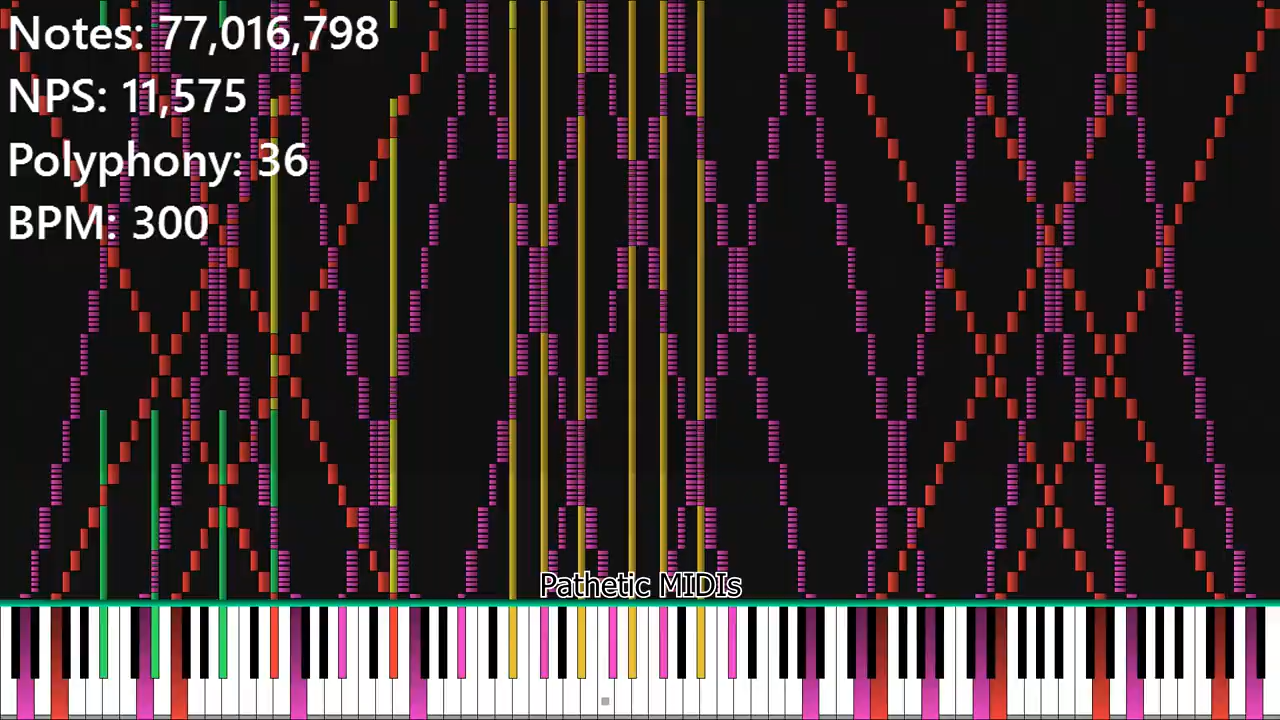 Notes: 77,016,798
NPS: 11,575
Polyphony: 36
BPM: 300
Pathetic MIDIs